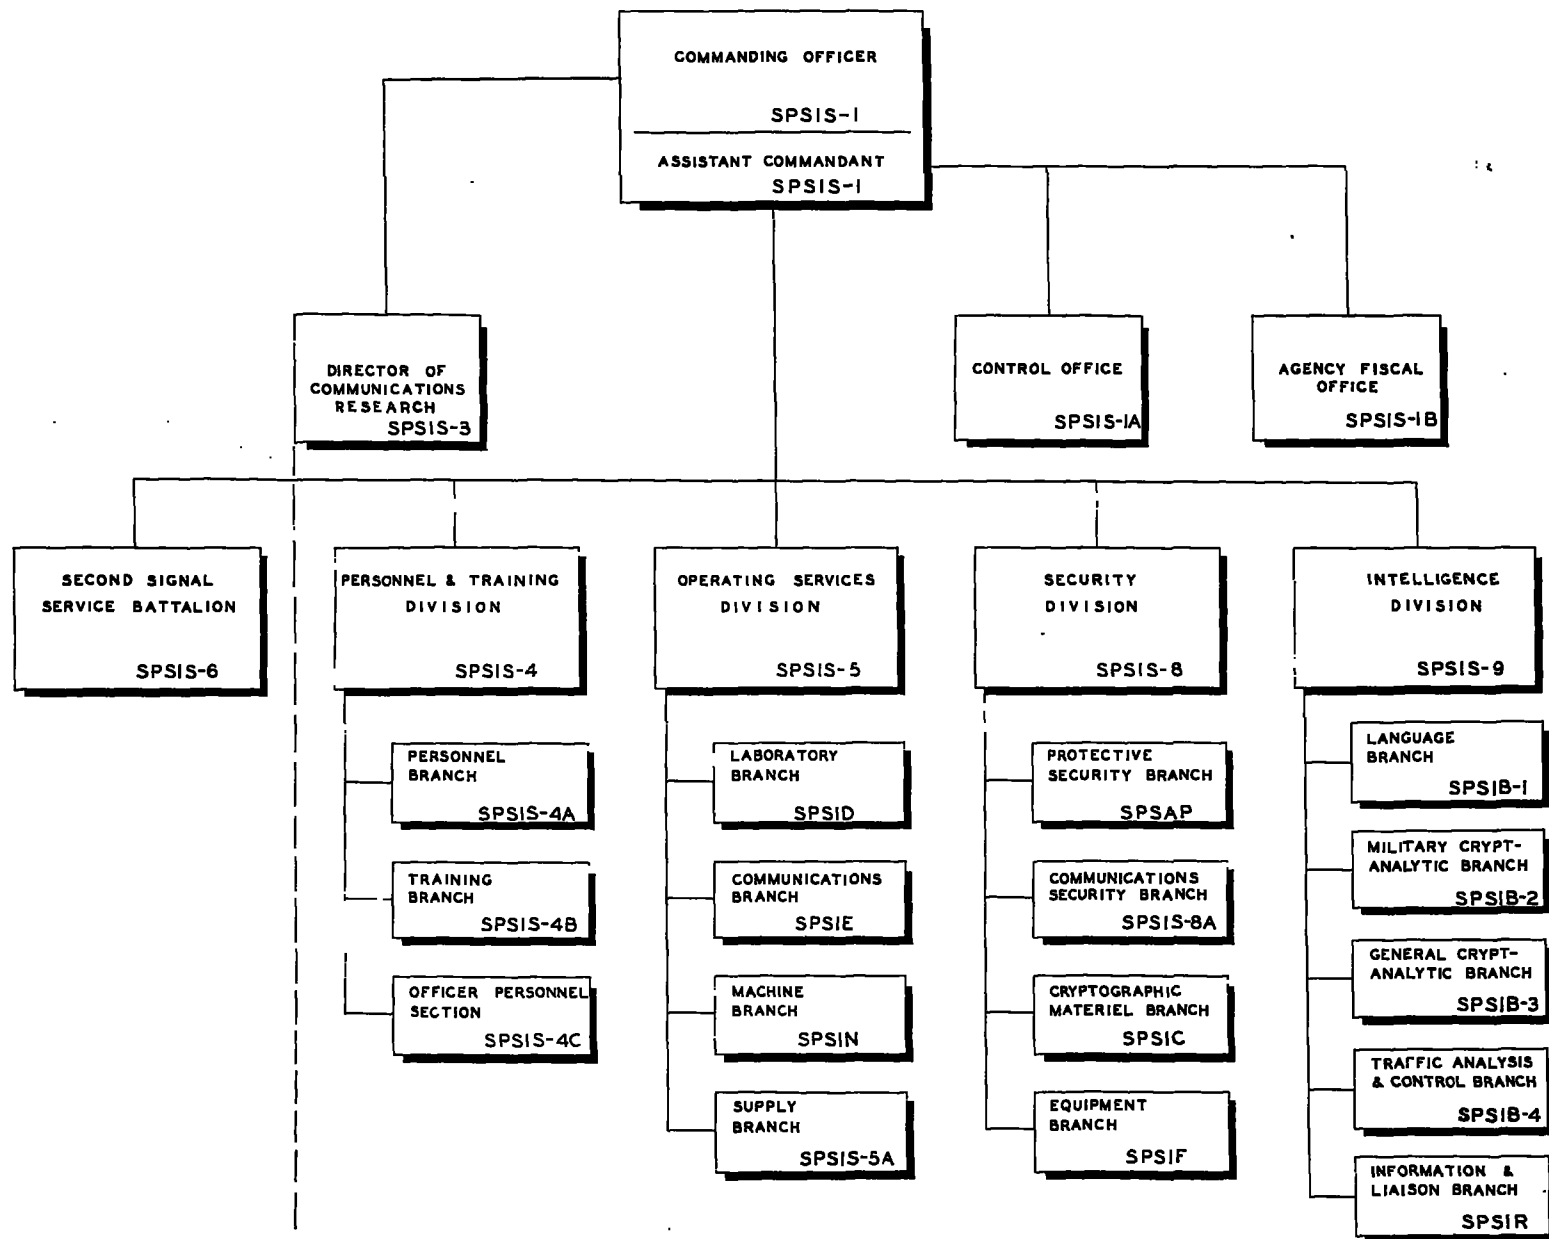 COMMANDING OFFICER
SPSIS-1
ASSISTANT COMMANDANT
SPSIS-1
DIRECTOR OF
COMMUNICATIONS
RESEARCH
SPSIS-3
CONTROL OFFICE
SPSIS-1A
AGENCY FISCAL
OFFICE
SPSIS-1B
SECOND SIGNAL
SERVICE BATTALION
SPSIS-6
PERSONNEL & TRAINING
DIVISION
SPSIS-4
PERSONNEL
BRANCH
SPSIS-4A
TRAINING
BRANCH
SPSIS-4B
OFFICER PERSONNEL
SECTION
SPSIS-4C
OPERATING SERVICES
DIVISION
SPSIS-5
LABORATORY
BRANCH
SPSID
COMMUNICATIONS
BRANCH
SPSIE
MACHINE
BRANCH
SPSIN
SUPPLY
BRANCH
SPSIS-5A
SECURITY
DIVISION
SPSIS-8
PROTECTIVE
SECURITY BRANCH
SPSAP
COMMUNICATIONS
SECURITY BRANCH
SPSIS-8A
CRYPTOGRAPHIC
MATERIEL BRANCH
SPSIC
EQUIPMENT
BRANCH
SPSIF
INTELLIGENCE
DIVISION
SPSIS-9
LANGUAGE
BRANCH
SPSIB-1
MILITARY CRYPT-
ANALYTIC BRANCH
SPSIB-2
GENERAL CRYPT-
ANALYTIC BRANCH
SPSIB-3
TRAFFIC ANALYSIS
& CONTROL BRANCH
SPSIB-4
INFORMATION &
LIAISON BRANCH
SPSIR